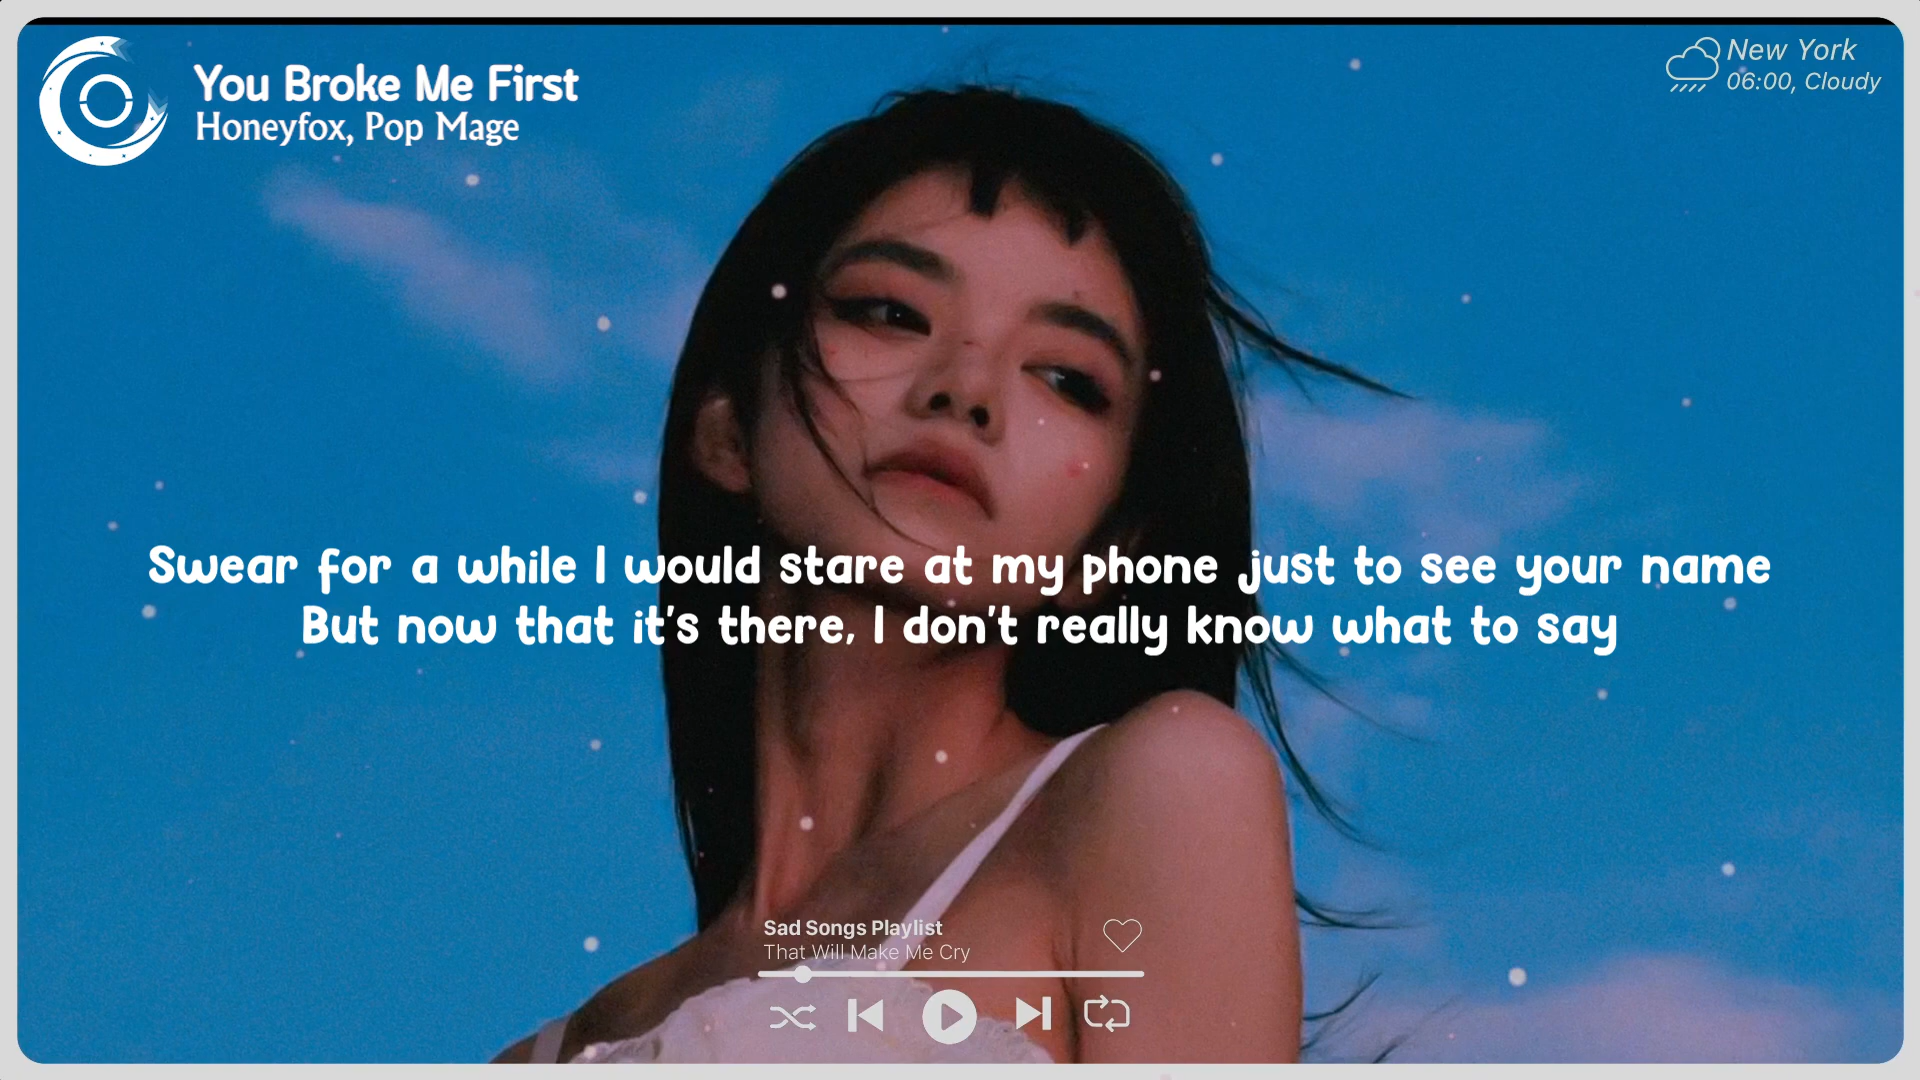 You Broke Me First
Honeyfox, Pop Mage
New York
06:00, Cloudy
Swear for a while I would stare at my phone just to see your name
But now that it's there, I don't really know what to say
Sad Songs Playlist
That Will Make Me Cry